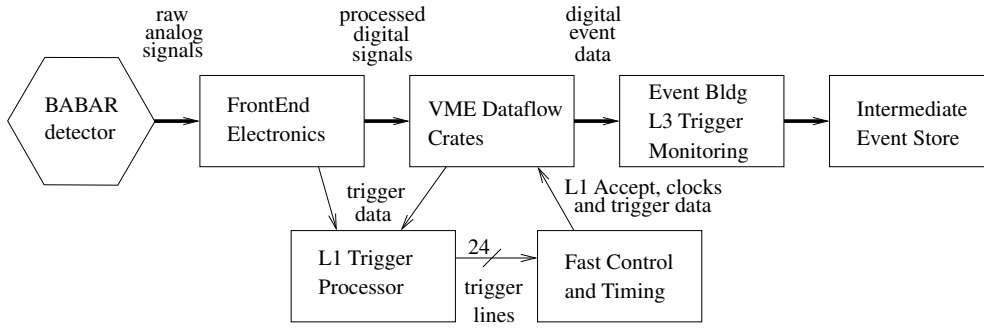 raw
analog
signals
processed
digital
signals
digital
event
data
BABAR
detector
FrontEnd
Electronics
VME Dataflow
Crates
Event Bldg
L3 Trigger
Monitoring
Intermediate
Event Store
trigger
data
L1 Accept, clocks
and trigger data
L1 Trigger
Processor
24
trigger
lines
Fast Control
and Timing